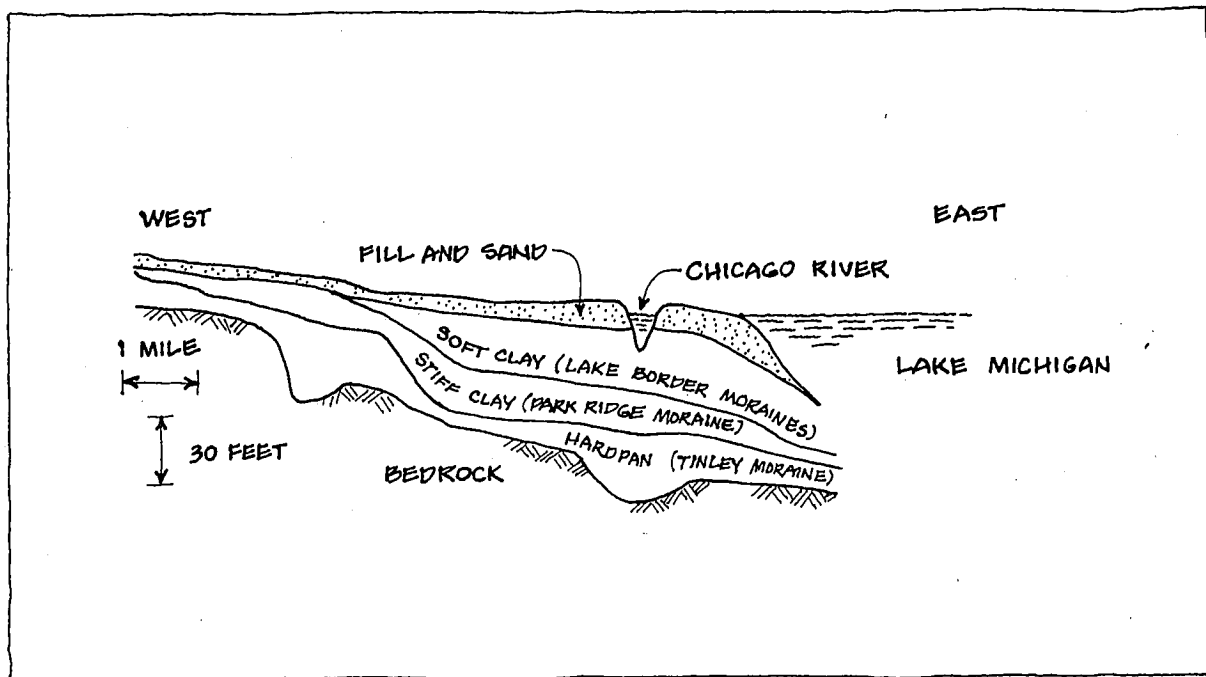 WEST
EAST
FILL AND SAND
CHICAGO RIVER
1 MILE
SOFT CLAY (LAKE BORDER MORAINES)
LAKE MICHIGAN
STIFF CLAY (PARK RIDGE MORAINE)
30 FEET
HARDPAN (TINLEY MORAINE)
BEDROCK